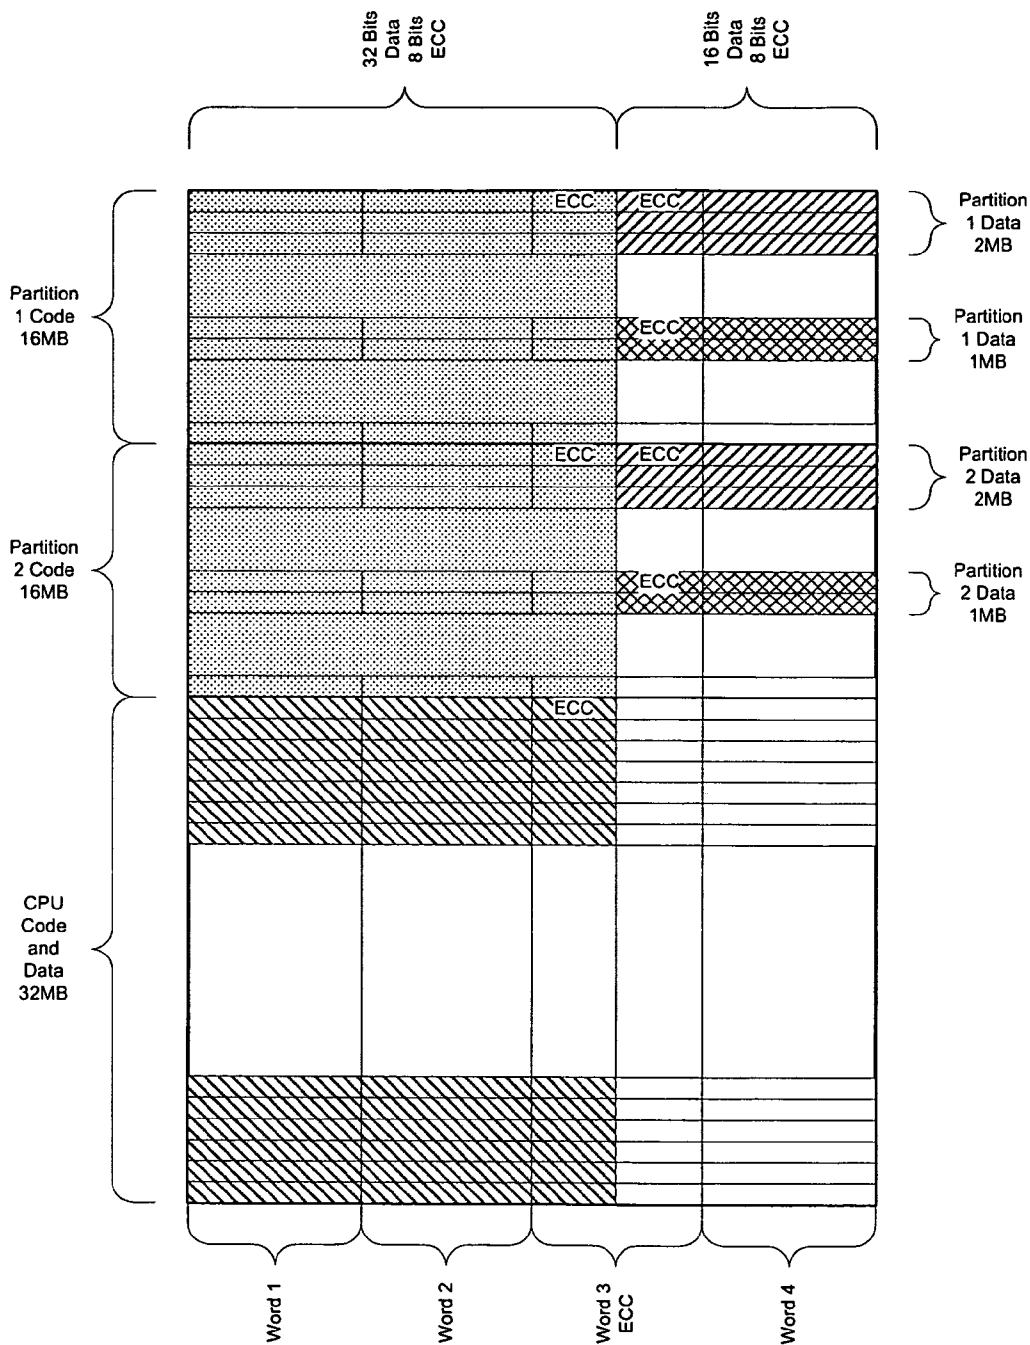 32 Bits
Data
8 Bits
ECC
16 Bits
Data
8 Bits
ECC
Partition
1 Code
16MB
ECC
ECC
Partition
1 Data
2MB
ECC
Partition
1 Data
1MB
Partition
2 Code
16MB
ECC
ECC
Partition
2 Data
2MB
ECC
Partition
2 Data
1MB
CPU
Code
and
Data
32MB
ECC
Word 1
Word 2
Word 3
ECC
Word 4